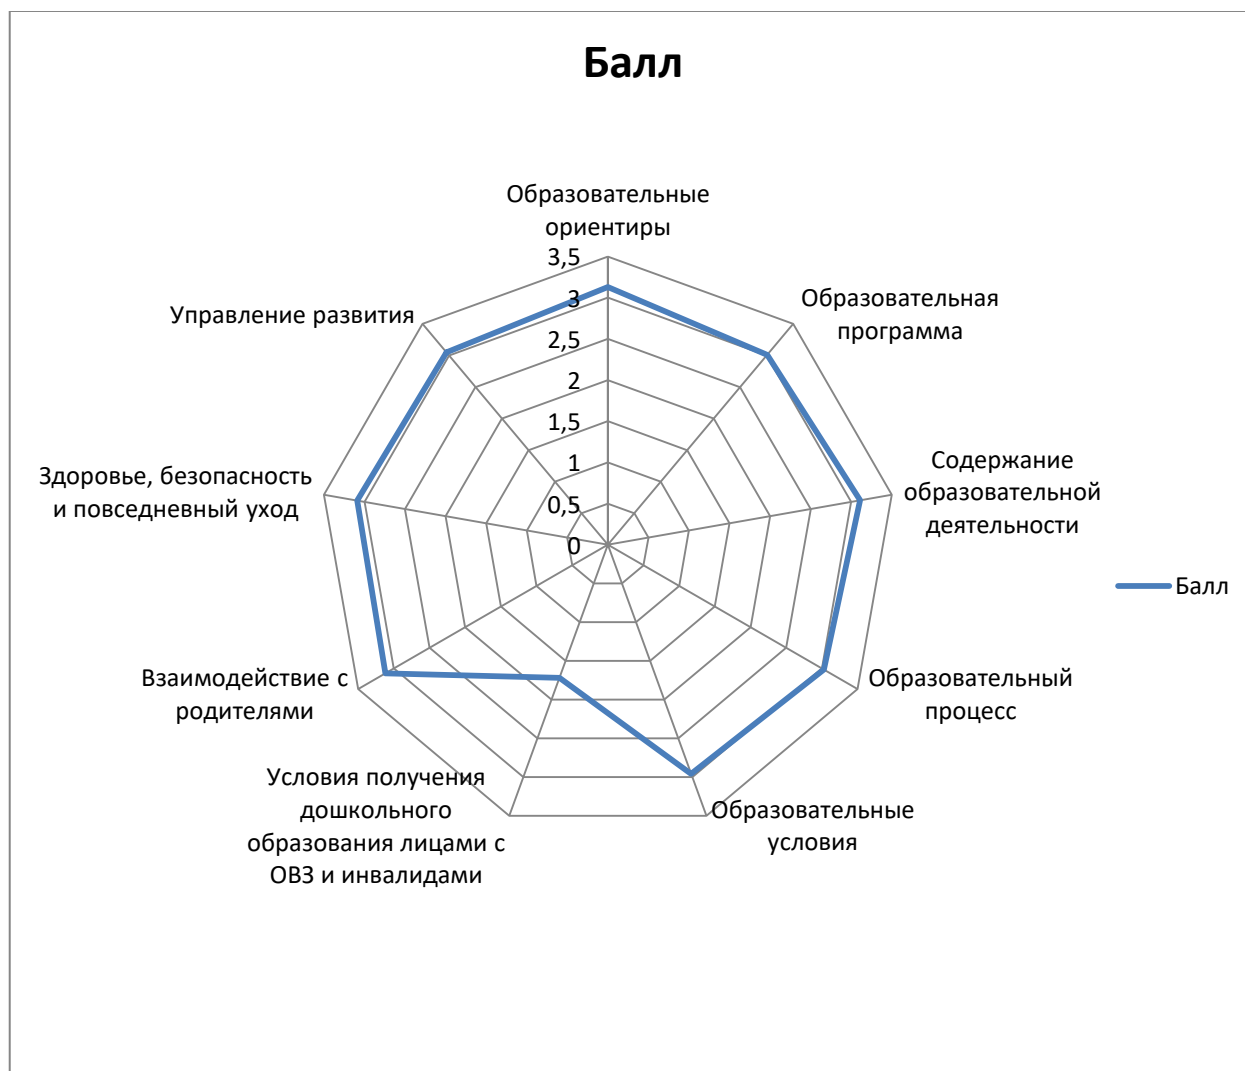 Балл
Образовательные
ориентиры
Образовательная
программа
Содержание
образовательной
деятельности
Образовательный
процесс
Образовательные
условия
Условия получения
дошкольного
образования лицами с
ОВЗ и инвалидами
Взаимодействие с
родителями
Здоровье, безопасность
и повседневный уход
Управление развития
3,5
3
2,5
2
1,5
1
0,5
0
Балл